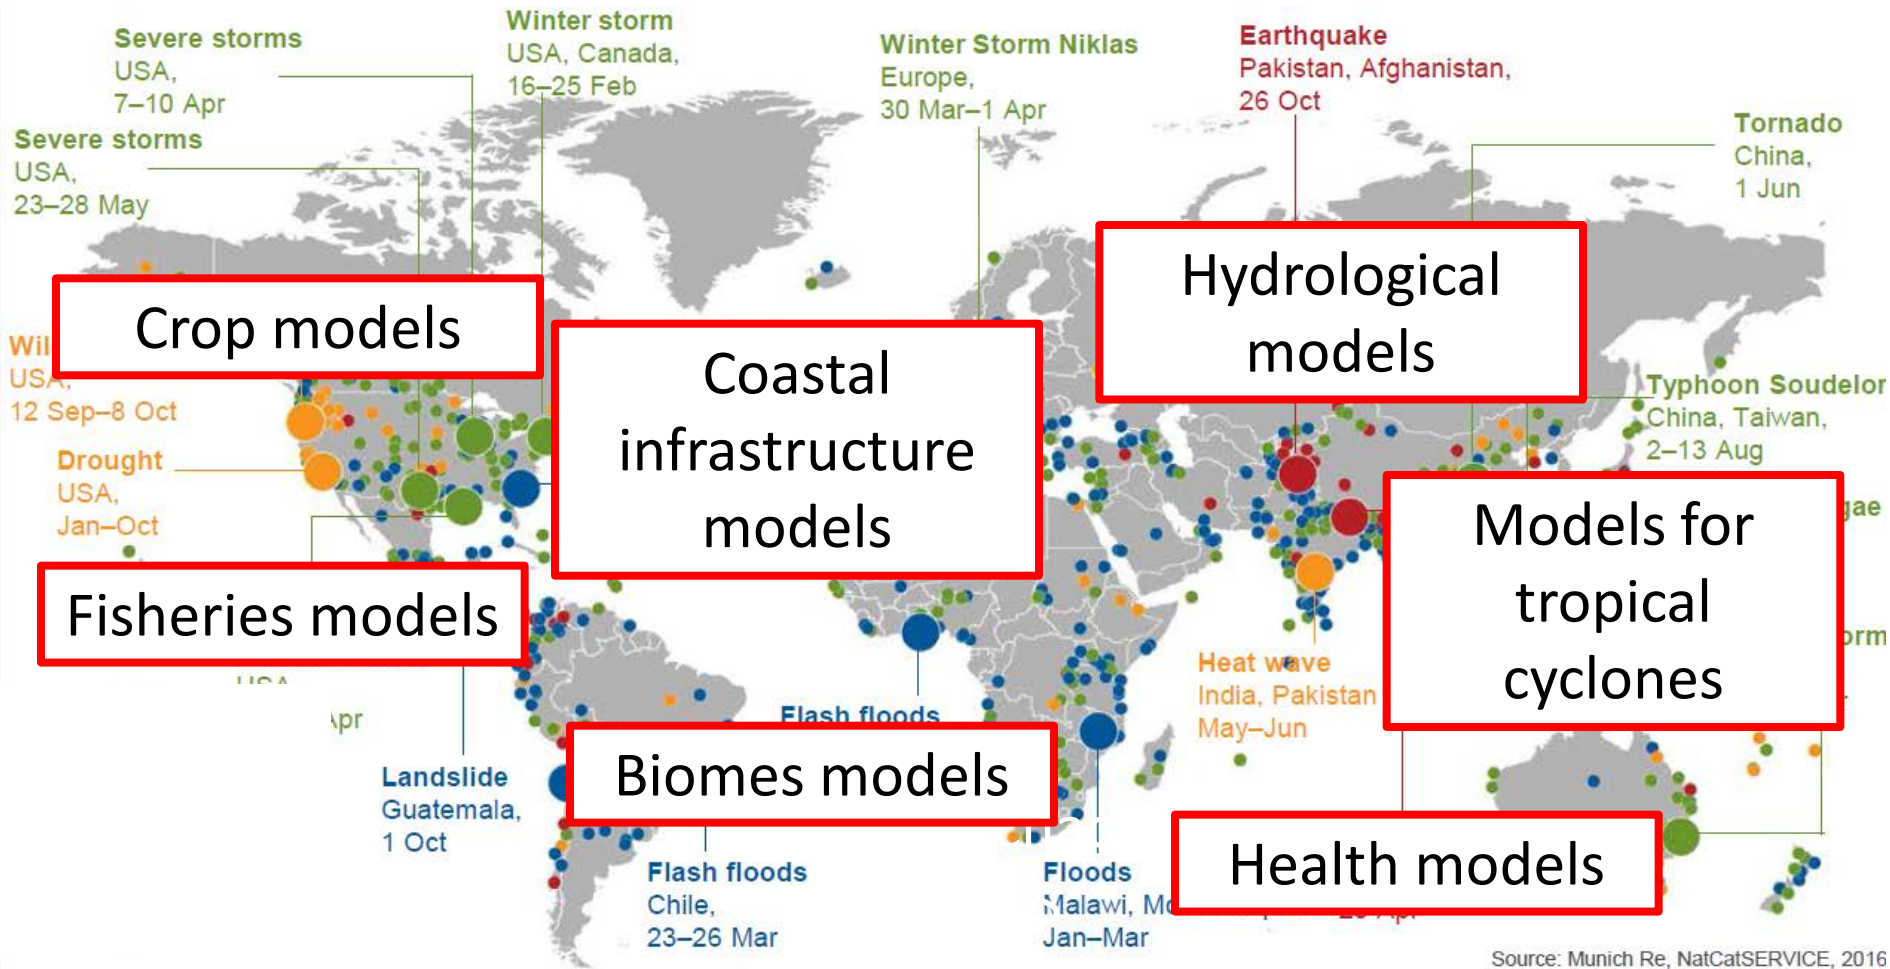 Severe storms
USA,
7–10 Apr
Winter storm
USA, Canada,
16–25 Feb
Winter Storm Niklas
Europe,
30 Mar–1 Apr
Earthquake
Pakistan, Afghanistan,
26 Oct
Tornado
China,
1 Jun
Severe storms
USA,
23–28 May
Crop models
Hydrological
models
USA,
12 Sep–8 Oct
Coastal
infrastructure
models
Typhoon Soudelor
China, Taiwan,
2–13 Aug
Drought
USA,
Jan–Oct
Models for
tropical
cyclones
Fisheries models
Heat wave
India, Pakistan
May–Jun
USA
Apr
Flash floods
Biomes models
Landslide
Guatemala,
1 Oct
Flash floods
Chile,
23–26 Mar
Floods
Malawi,
Jan–Mar
Health models
Source: Munich Re, NatCatSERVICE, 2016